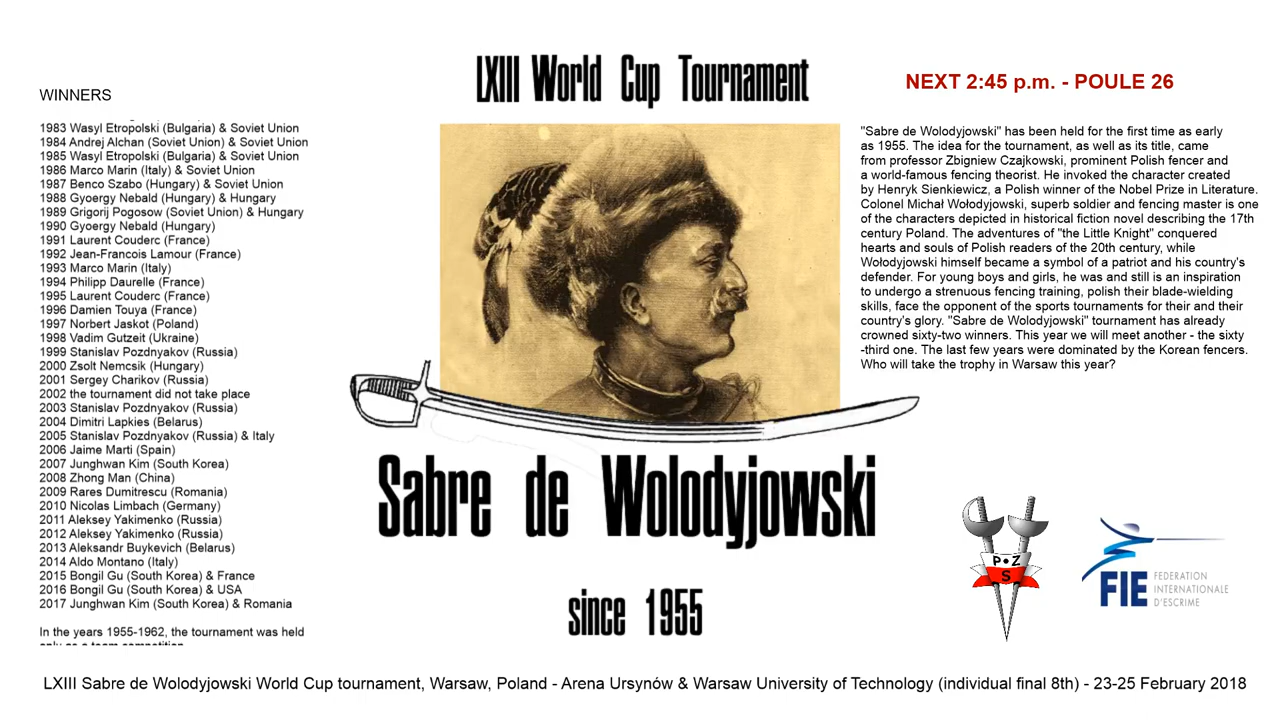 LXIII World Cup Tournament
WINNERS
1983 Wasyl Etropolski (Bulgaria) & Soviet Union
1984 Andrej Alchan (Soviet Union) & Soviet Union
1985 Wasyl Etropolski (Bulgaria) & Soviet Union
1986 Marco Marin (Italy) & Soviet Union
1987 Benco Szabo (Hungary) & Soviet Union
1988 Gyoergy Nebald (Hungary) & Hungary
1989 Grigorij Pogosow (Soviet Union) & Hungary
1990 Gyoergy Nebald (Hungary)
1991 Laurent Couderc (France)
1992 Jean-Francois Lamour (France)
1993 Marco Marin (Italy)
1994 Philipp Daurelle (France)
1995 Laurent Couderc (France)
1996 Damien Touya (France)
1997 Norbert Jaskot (Poland)
1998 Vadim Gutzeit (Ukraine)
1999 Stanislav Pozdnyakov (Russia)
2000 Zsolt Nemcsik (Hungary)
2001 Sergey Charikov (Russia)
2002 the tournament did not take place
2003 Stanislav Pozdnyakov (Russia)
2004 Dimitri Lapkies (Belarus)
2005 Stanislav Pozdnyakov (Russia) & Italy
2006 Jaime Marti (Spain)
2007 Junghwan Kim (South Korea)
2008 Zhong Man (China)
2009 Rares Dumitrescu (Romania)
2010 Nicolas Limbach (Germany)
2011 Aleksey Yakimenko (Russia)
2012 Aleksey Yakimenko (Russia)
2013 Aleksandr Buykevich (Belarus)
2014 Aldo Montano (Italy)
2015 Bongil Gu (South Korea) & France
2016 Bongil Gu (South Korea) & USA
2017 Junghwan Kim (South Korea) & Romania
In the years 1955-1962, the tournament was held
only as a team competition
NEXT 2:45 p.m. - POULE 26
"Sabre de Wolodyjowski" has been held for the first time as early
as 1955. The idea for the tournament, as well as its title, came
from professor Zbigniew Czajkowski, prominent Polish fencer and
a world-famous fencing theorist. He invoked the character created
by Henryk Sienkiewicz, a Polish winner of the Nobel Prize in Literature.
Colonel Michał Wołodyjowski, superb soldier and fencing master is one
of the characters depicted in historical fiction novel describing the 17th
century Poland. The adventures of "the Little Knight" conquered
hearts and souls of Polish readers of the 20th century, while
Wołodyjowski himself became a symbol of a patriot and his country's
defender. For young boys and girls, he was and still is an inspiration
to undergo a strenuous fencing training, polish their blade-wielding
skills, face the opponent of the sports tournaments for their and their
country's glory. "Sabre de Wolodyjowski" tournament has already
crowned sixty-two winners. This year we will meet another - the sixty
-third one. The last few years were dominated by the Korean fencers.
Who will take the trophy in Warsaw this year?
Sabre de Wolodyjowski
since 1955
P•Z
S
FIE
FEDERATION
INTERNATIONALE
D'ESCRIME
LXIII Sabre de Wolodyjowski World Cup tournament, Warsaw, Poland - Arena Ursynów & Warsaw University of Technology (individual final 8th) - 23-25 February 2018